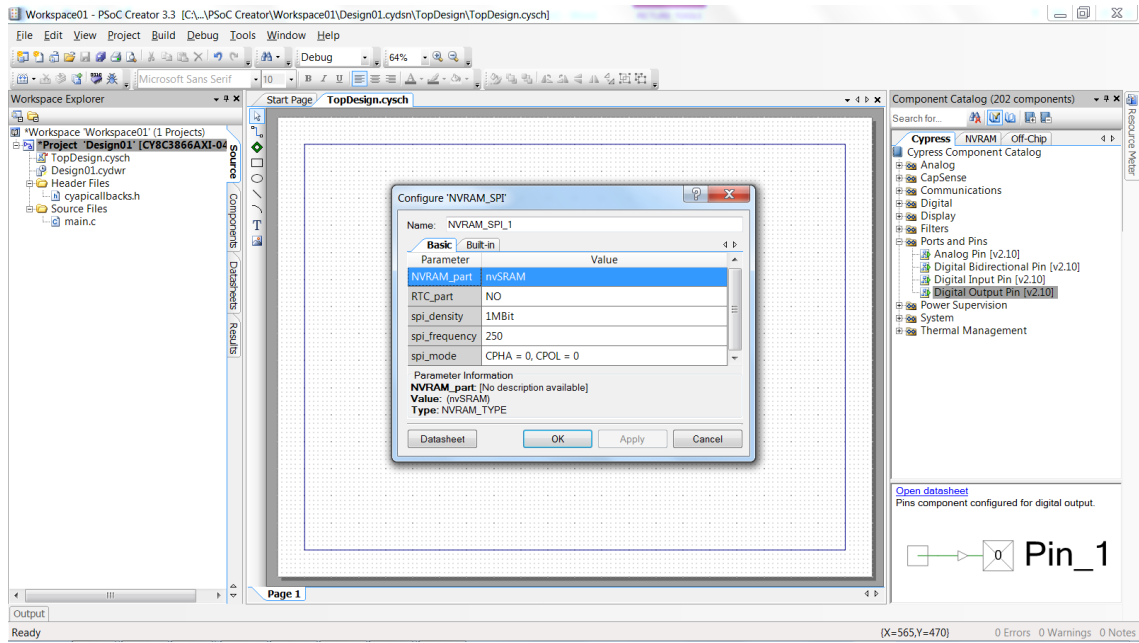 Workspace01 - PSoC Creator 3.3 [C:\...\PSoC Creator\Workspace01\Design01.cydsn\TopDesign\TopDesign.cysch]
File Edit View Project Build Debug Tools Window Help
Debug 64%
Microsoft Sans Serif 10 B I U
Workspace Explorer
*Workspace 'Workspace01' (1 Projects)
*Project 'Design01' [CY8C3866AXI-04
TopDesign.cysch
Design01.cydwr
Header Files
cyapicallbacks.h
Source Files
main.c
Source
Components
Datasheets
Results
Start Page TopDesign.cysch
Configure 'NVRAM_SPI'
Name: NVRAM_SPI_1
Basic Built-in
Parameter Value
NVRAM_part nvSRAM
RTC_part NO
spi_density 1MBit
spi_frequency 250
spi_mode CPHA = 0, CPOL = 0
Parameter Information
NVRAM_part: [No description available]
Value: (nvSRAM)
Type: NVRAM_TYPE
Datasheet OK Apply Cancel
Page 1
Component Catalog (202 components)
Search for...
Cypress NVRAM Off-Chip
Cypress Component Catalog
Analog
CapSense
Communications
Digital
Display
Filters
Ports and Pins
Analog Pin [v2.10]
Digital Bidirectional Pin [v2.10]
Digital Input Pin [v2.10]
Digital Output Pin [v2.10]
Power Supervision
System
Thermal Management
Resource Meter
Open datasheet
Pins component configured for digital output.
0 Pin_1
Output
Ready {X=565,Y=470} 0 Errors 0 Warnings 0 Notes